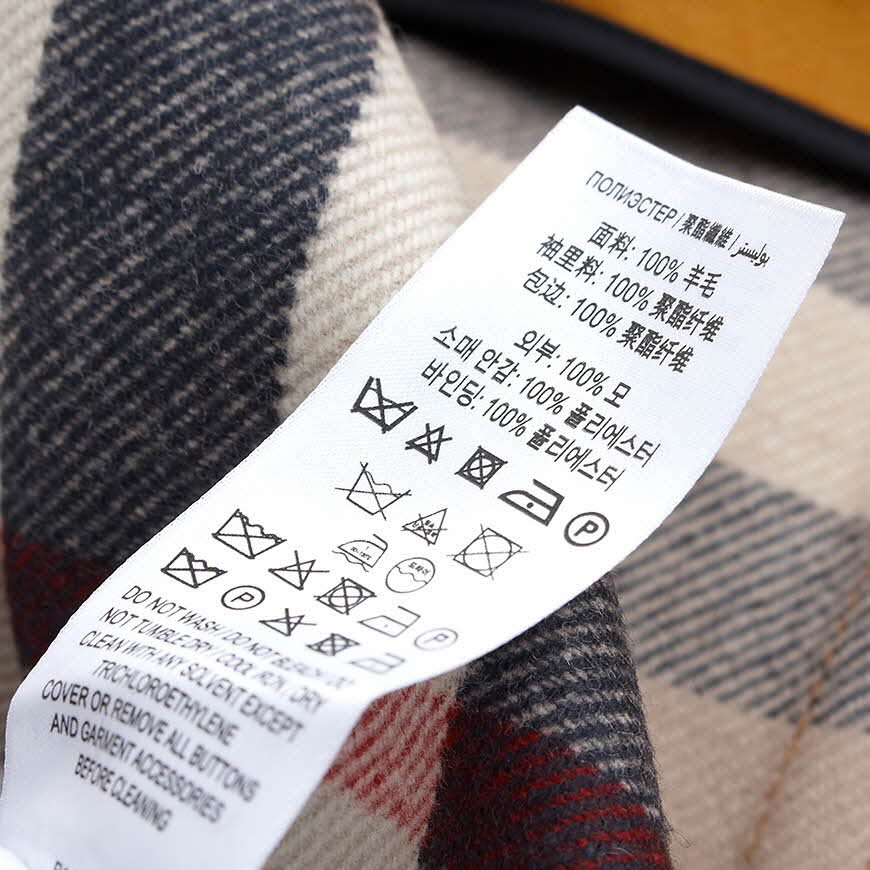 ПОЛИЭСТЕР / 聚酯纖維 / بوليستر
面料: 100% 羊毛
袖里料: 100% 聚酯纤维
包边: 100% 聚酯纤维
외부: 100% 모
소매 안감: 100% 폴리에스터
바인딩: 100% 폴리에스터
P
드라이
P
P
DO NOT WASH / DO NOT BLEACH / DO
NOT TUMBLE DRY / COOL IRON / DRY
CLEAN WITH ANY SOLVENT EXCEPT
TRICHLOROETHYLENE
COVER OR REMOVE ALL BUTTONS
AND GARMENT ACCESSORIES
BEFORE CLEANING